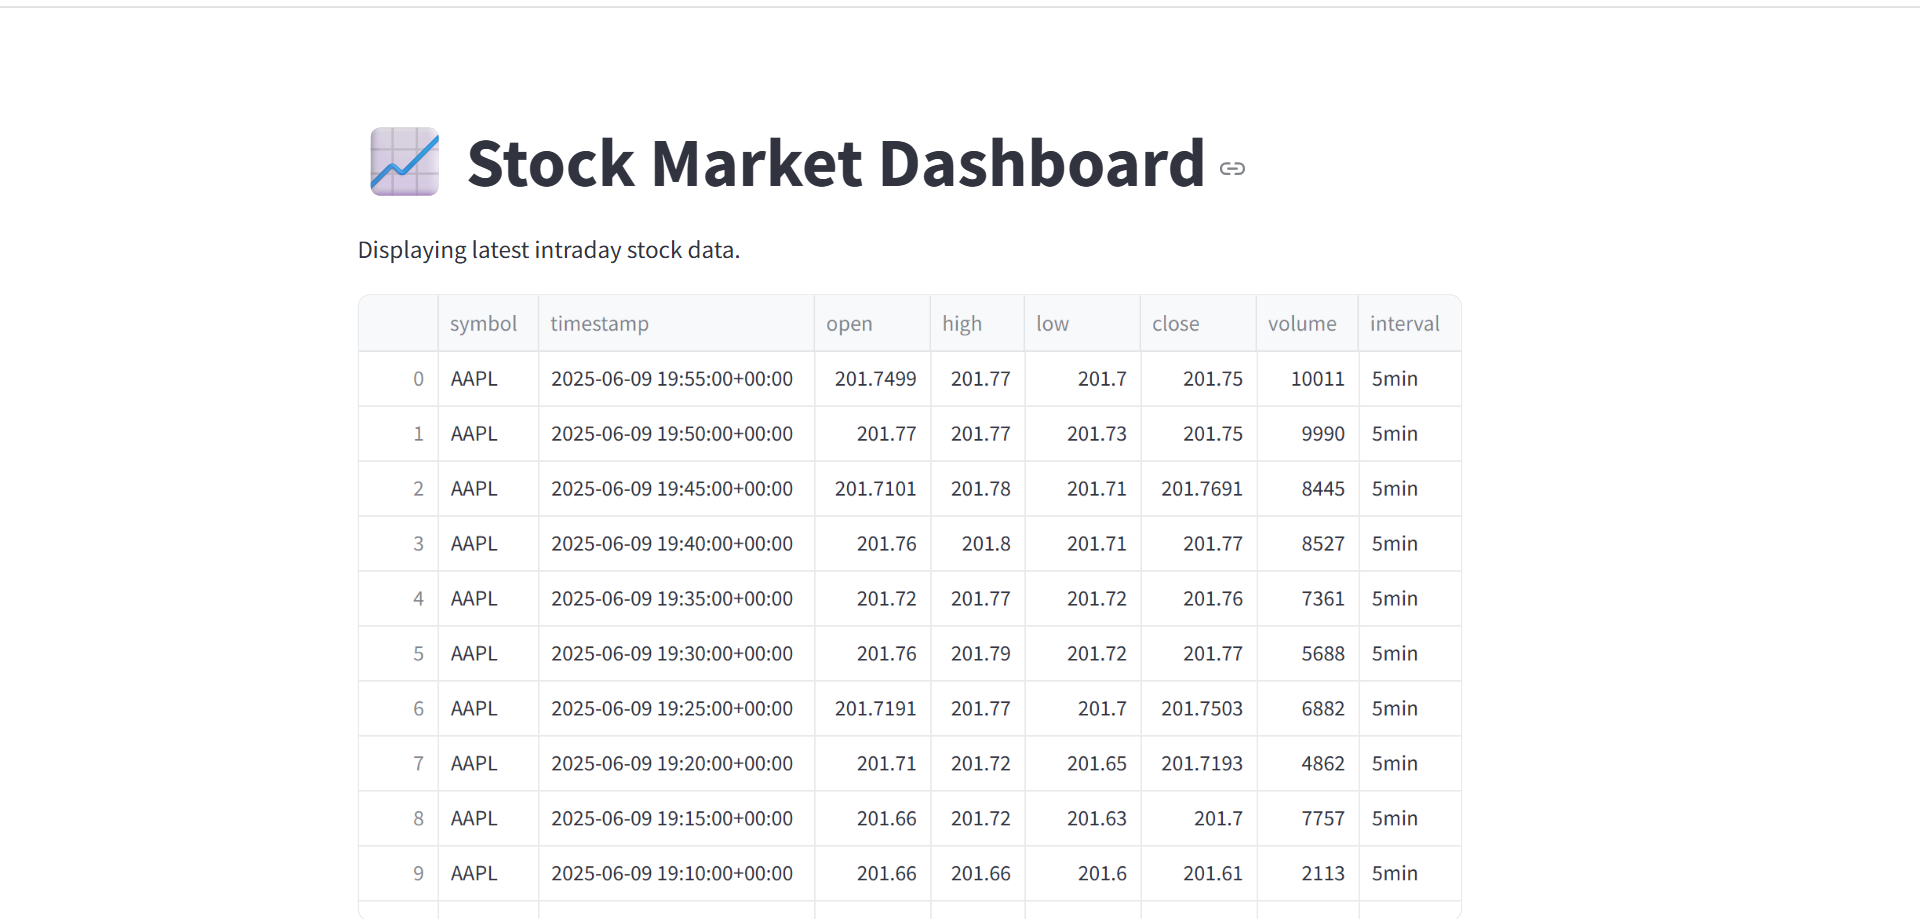 Stock Market Dashboard
Displaying latest intraday stock data.
symbol timestamp open high low close volume interval
0 AAPL 2025-06-09 19:55:00+00:00 201.7499 201.77 201.7 201.75 10011 5min
1 AAPL 2025-06-09 19:50:00+00:00 201.77 201.77 201.73 201.75 9990 5min
2 AAPL 2025-06-09 19:45:00+00:00 201.7101 201.78 201.71 201.7691 8445 5min
3 AAPL 2025-06-09 19:40:00+00:00 201.76 201.8 201.71 201.77 8527 5min
4 AAPL 2025-06-09 19:35:00+00:00 201.72 201.77 201.72 201.76 7361 5min
5 AAPL 2025-06-09 19:30:00+00:00 201.76 201.79 201.72 201.77 5688 5min
6 AAPL 2025-06-09 19:25:00+00:00 201.7191 201.77 201.7 201.7503 6882 5min
7 AAPL 2025-06-09 19:20:00+00:00 201.71 201.72 201.65 201.7193 4862 5min
8 AAPL 2025-06-09 19:15:00+00:00 201.66 201.72 201.63 201.7 7757 5min
9 AAPL 2025-06-09 19:10:00+00:00 201.66 201.66 201.6 201.61 2113 5min